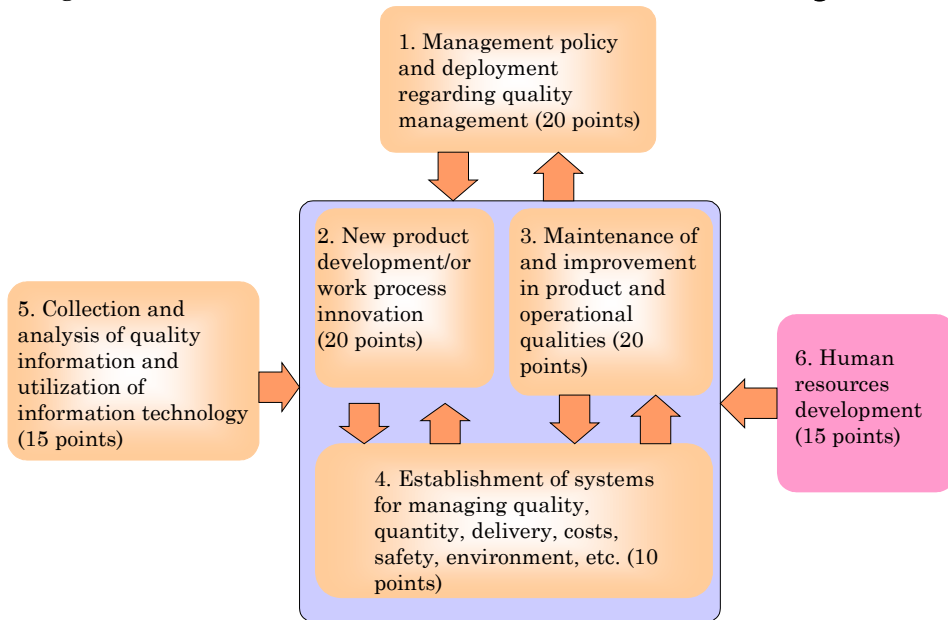 1. Management policy
and deployment
regarding quality
management (20 points)
2. New product
development/or
work process
innovation
(20 points)
3. Maintenance of
and improvement
in product and
operational
qualities (20
points)
5. Collection and
analysis of quality
information and
utilization of
information technology
(15 points)
6. Human
resources
development
(15 points)
4. Establishment of systems
for managing quality,
quantity, delivery, costs,
safety, environment, etc. (10
points)